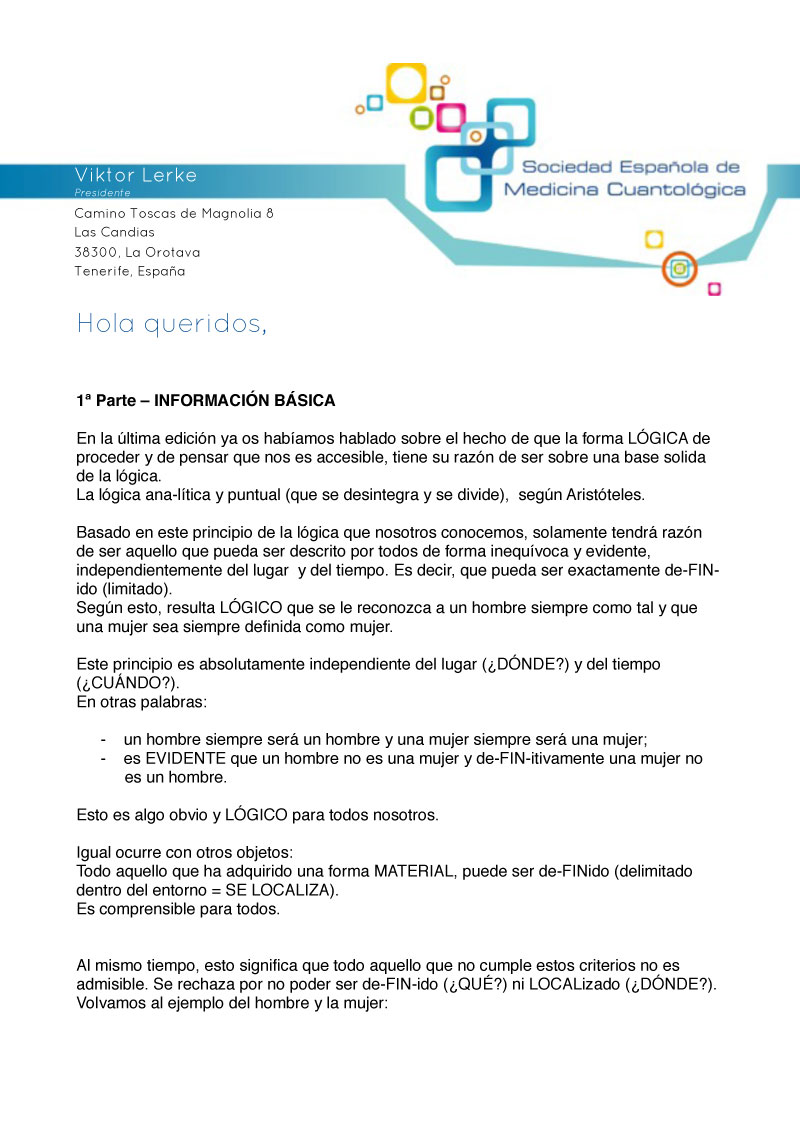 Viktor Lerke
Presidente
Camino Toscas de Magnolia 8
Las Candias
38300, La Orotava
Tenerife, España
Sociedad Española de
Medicina Cuantológica
Hola queridos,
1ª Parte – INFORMACIÓN BÁSICA
En la última edición ya os habíamos hablado sobre el hecho de que la forma LÓGICA de
proceder y de pensar que nos es accesible, tiene su razón de ser sobre una base solida
de la lógica.
La lógica ana-lítica y puntual (que se desintegra y se divide),  según Aristóteles.
Basado en este principio de la lógica que nosotros conocemos, solamente tendrá razón
de ser aquello que pueda ser descrito por todos de forma inequívoca y evidente,
independientemente del lugar  y del tiempo. Es decir, que pueda ser exactamente de-FIN-
ido (limitado).
Según esto, resulta LÓGICO que se le reconozca a un hombre siempre como tal y que
una mujer sea siempre definida como mujer.
Este principio es absolutamente independiente del lugar (¿DÓNDE?) y del tiempo
(¿CUÁNDO?).
En otras palabras:
- un hombre siempre será un hombre y una mujer siempre será una mujer;
- es EVIDENTE que un hombre no es una mujer y de-FIN-itivamente una mujer no
es un hombre.
Esto es algo obvio y LÓGICO para todos nosotros.
Igual ocurre con otros objetos:
Todo aquello que ha adquirido una forma MATERIAL, puede ser de-FINido (delimitado
dentro del entorno = SE LOCALIZA).
Es comprensible para todos.
Al mismo tiempo, esto significa que todo aquello que no cumple estos criterios no es
admisible. Se rechaza por no poder ser de-FIN-ido (¿QUÉ?) ni LOCALizado (¿DÓNDE?).
Volvamos al ejemplo del hombre y la mujer: